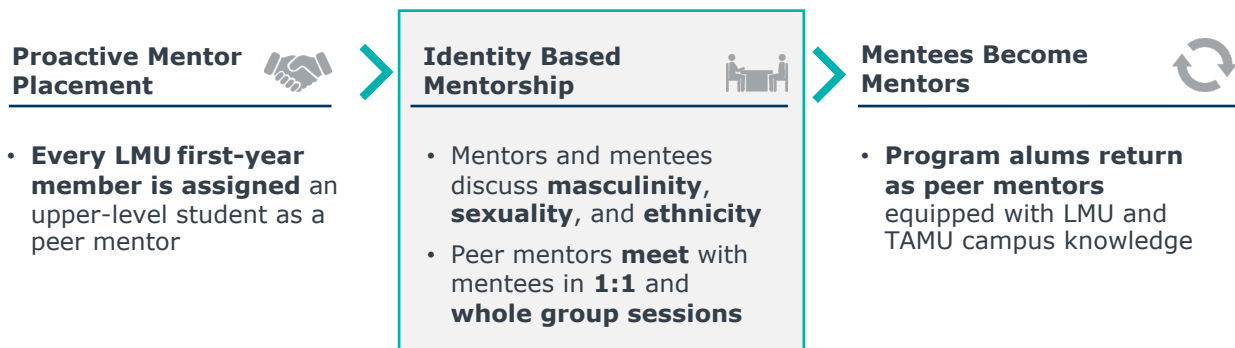 Proactive Mentor
Placement
• Every LMU first-year
member is assigned an
upper-level student as a
peer mentor
Identity Based
Mentorship
• Mentors and mentees
discuss masculinity,
sexuality, and ethnicity
• Peer mentors meet with
mentees in 1:1 and
whole group sessions
Mentees Become
Mentors
• Program alums return
as peer mentors
equipped with LMU and
TAMU campus knowledge